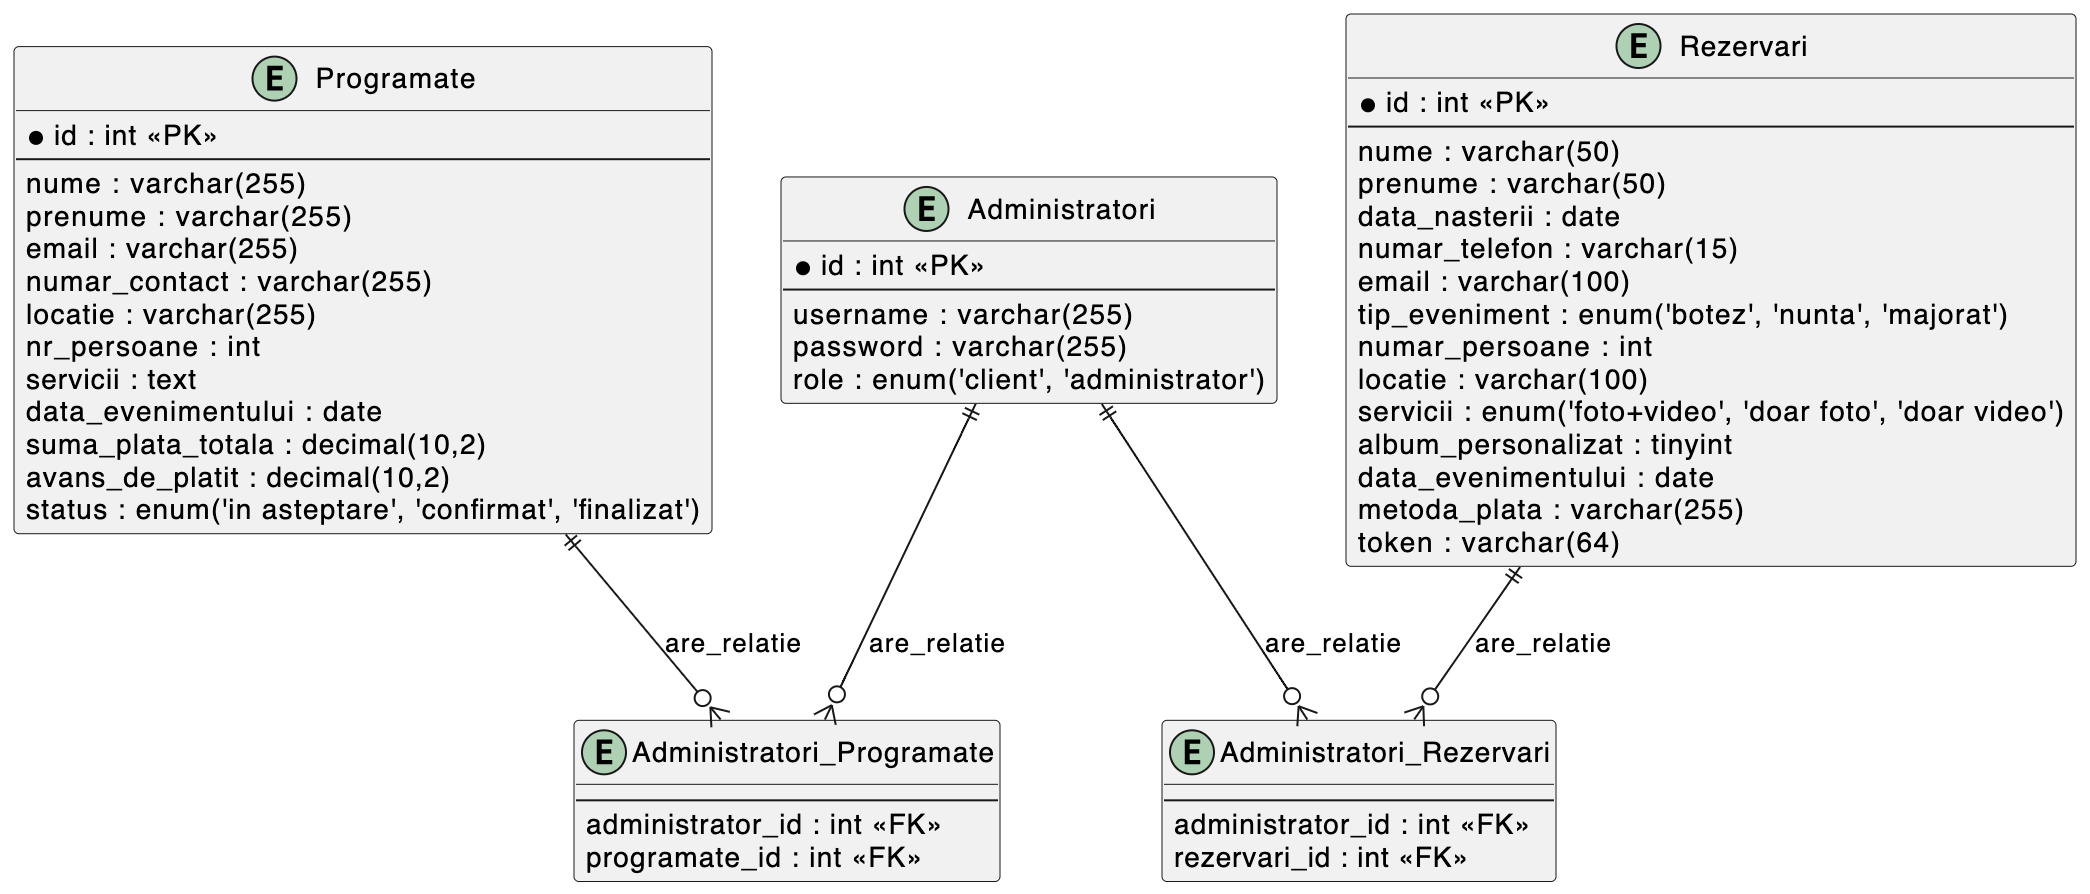 E Programate
id : int «PK»
nume : varchar(255)
prenume : varchar(255)
email : varchar(255)
numar_contact : varchar(255)
locatie : varchar(255)
nr_persoane : int
servicii : text
data_evenimentului : date
suma_plata_totala : decimal(10,2)
avans_de_platit : decimal(10,2)
status : enum('in asteptare', 'confirmat', 'finalizat')
E Administratori
id : int «PK»
username : varchar(255)
password : varchar(255)
role : enum('client', 'administrator')
E Rezervari
id : int «PK»
nume : varchar(50)
prenume : varchar(50)
data_nasterii : date
numar_telefon : varchar(15)
email : varchar(100)
tip_eveniment : enum('botez', 'nunta', 'majorat')
numar_persoane : int
locatie : varchar(100)
servicii : enum('foto+video', 'doar foto', 'doar video')
album_personalizat : tinyint
data_evenimentului : date
metoda_plata : varchar(255)
token : varchar(64)
are_relatie
are_relatie
are_relatie
are_relatie
E Administratori_Programate
administrator_id : int «FK»
programate_id : int «FK»
E Administratori_Rezervari
administrator_id : int «FK»
rezervari_id : int «FK»